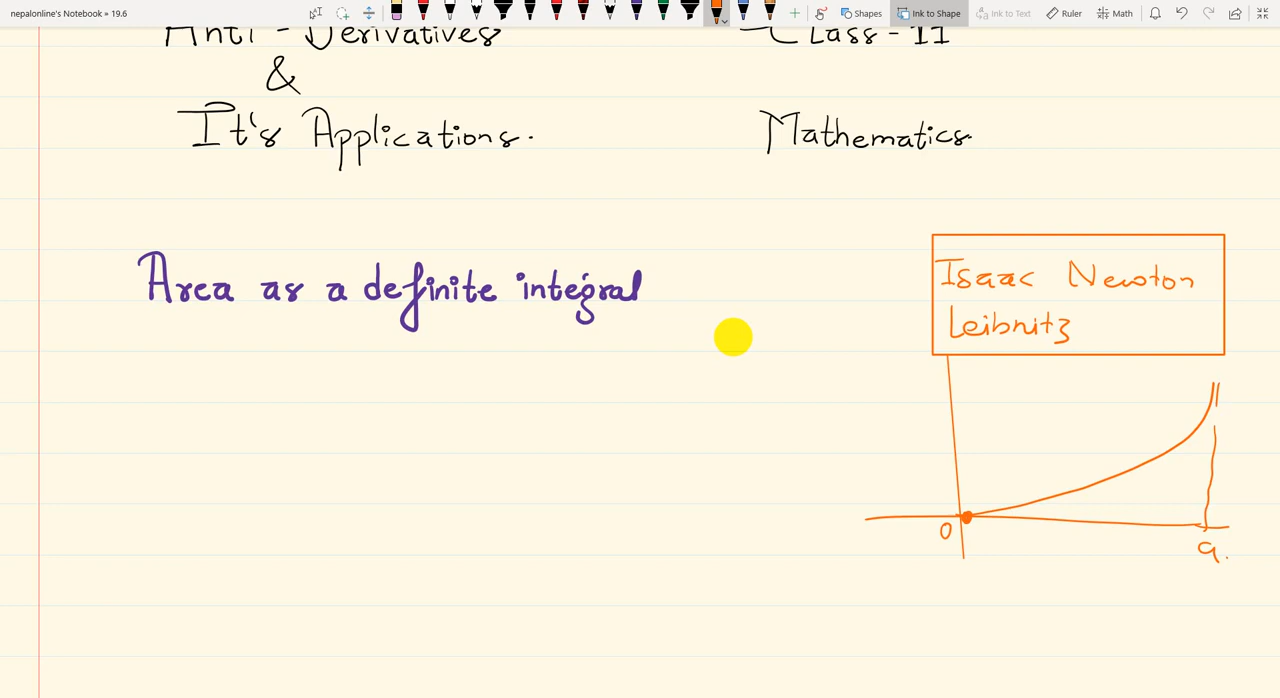 nepalonline's Notebook » 19.6
Shapes
Ink to Shape
Ink to Text
Ruler
Math
Anti - Derivatives
&
It's Applications.
Class - 11
Mathematics.
Area as a definite integral
Isaac Newton
Leibnitz
0
a.